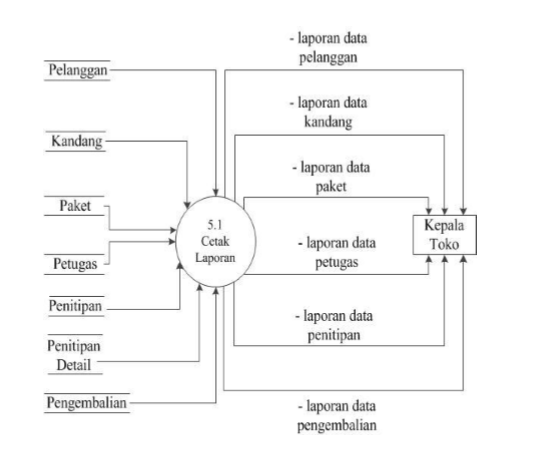 Pelanggan
Kandang
Paket
Petugas
Penitipan
Penitipan
Detail
Pengembalian
5.1
Cetak
Laporan
- laporan data
pelanggan
- laporan data
kandang
- laporan data
paket
- laporan data
petugas
- laporan data
penitipan
- laporan data
pengembalian
Kepala
Toko